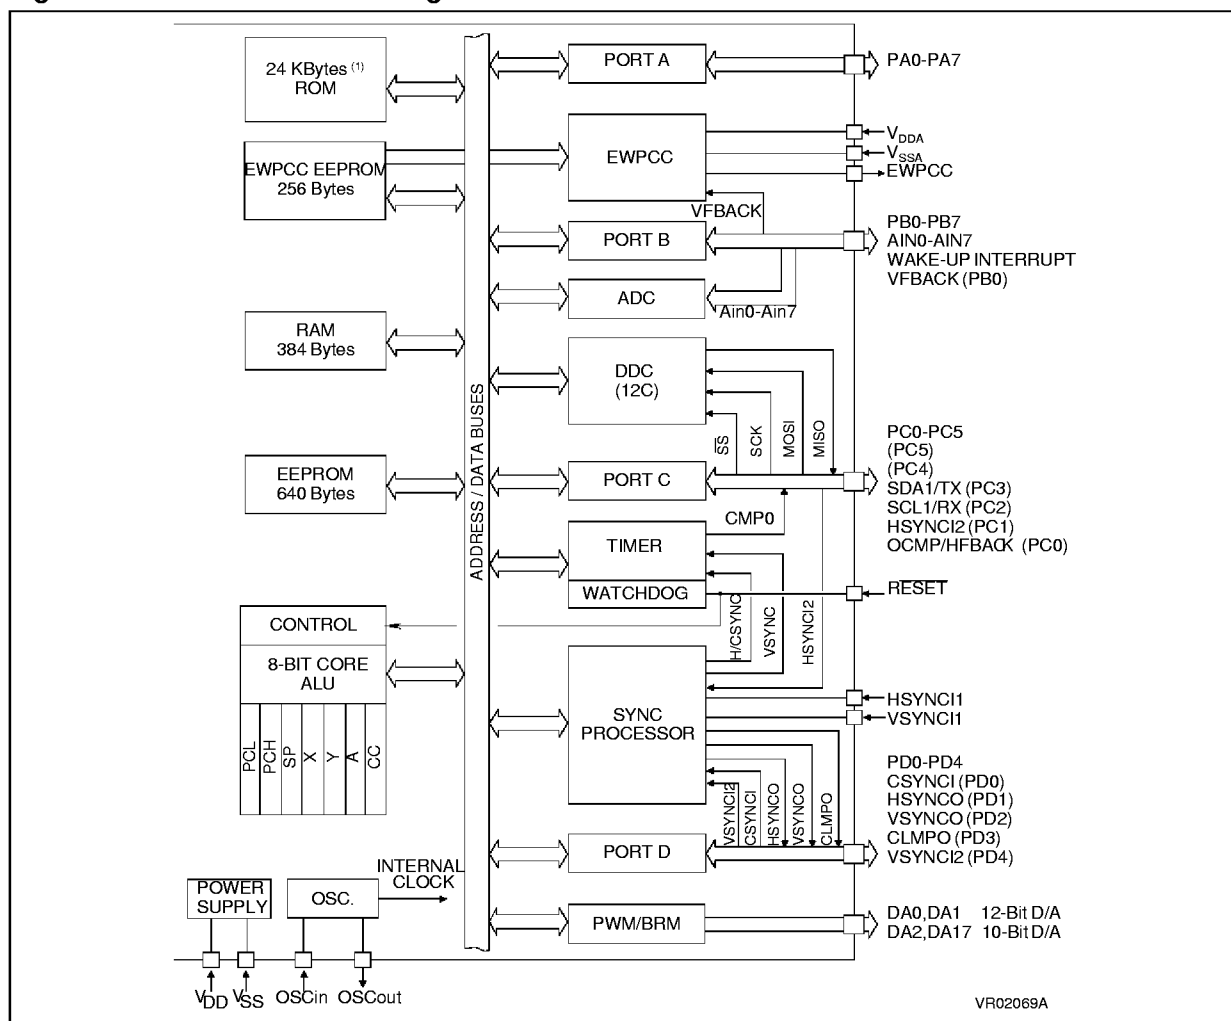 24 KBytes (1)
ROM
EWPCC EEPROM
256 Bytes
RAM
384 Bytes
EEPROM
640 Bytes
CONTROL
8-BIT CORE
ALU
PCL
PCH
SP
X
Y
A
CC
POWER
SUPPLY
OSC.
INTERNAL
CLOCK
VDD
VSS
OSCin
OSCout
ADDRESS / DATA BUSES
PORT A
EWPCC
VFBACK
PORT B
ADC
Ain0-Ain7
DDC
(12C)
SS
SCK
MOSI
MISO
PORT C
CMP0
TIMER
WATCHDOG
H/CSYNC
VSYNC
HSYNCI2
SYNC
PROCESSOR
VSYNCI2
CSYNCI
HSYNCO
VSYNCO
CLMPO
PORT D
PWM/BRM
PA0-PA7
VDDA
VSSA
EWPCC
PB0-PB7
AIN0-AIN7
WAKE-UP INTERRUPT
VFBACK (PB0)
PC0-PC5
(PC5)
(PC4)
SDA1/TX (PC3)
SCL1/RX (PC2)
HSYNCI2 (PC1)
OCMP/HFBACK (PC0)
RESET
HSYNCI1
VSYNCI1
PD0-PD4
CSYNCI (PD0)
HSYNCO (PD1)
VSYNCO (PD2)
CLMPO (PD3)
VSYNCI2 (PD4)
DA0,DA1 12-Bit D/A
DA2,DA17 10-Bit D/A
VR02069A